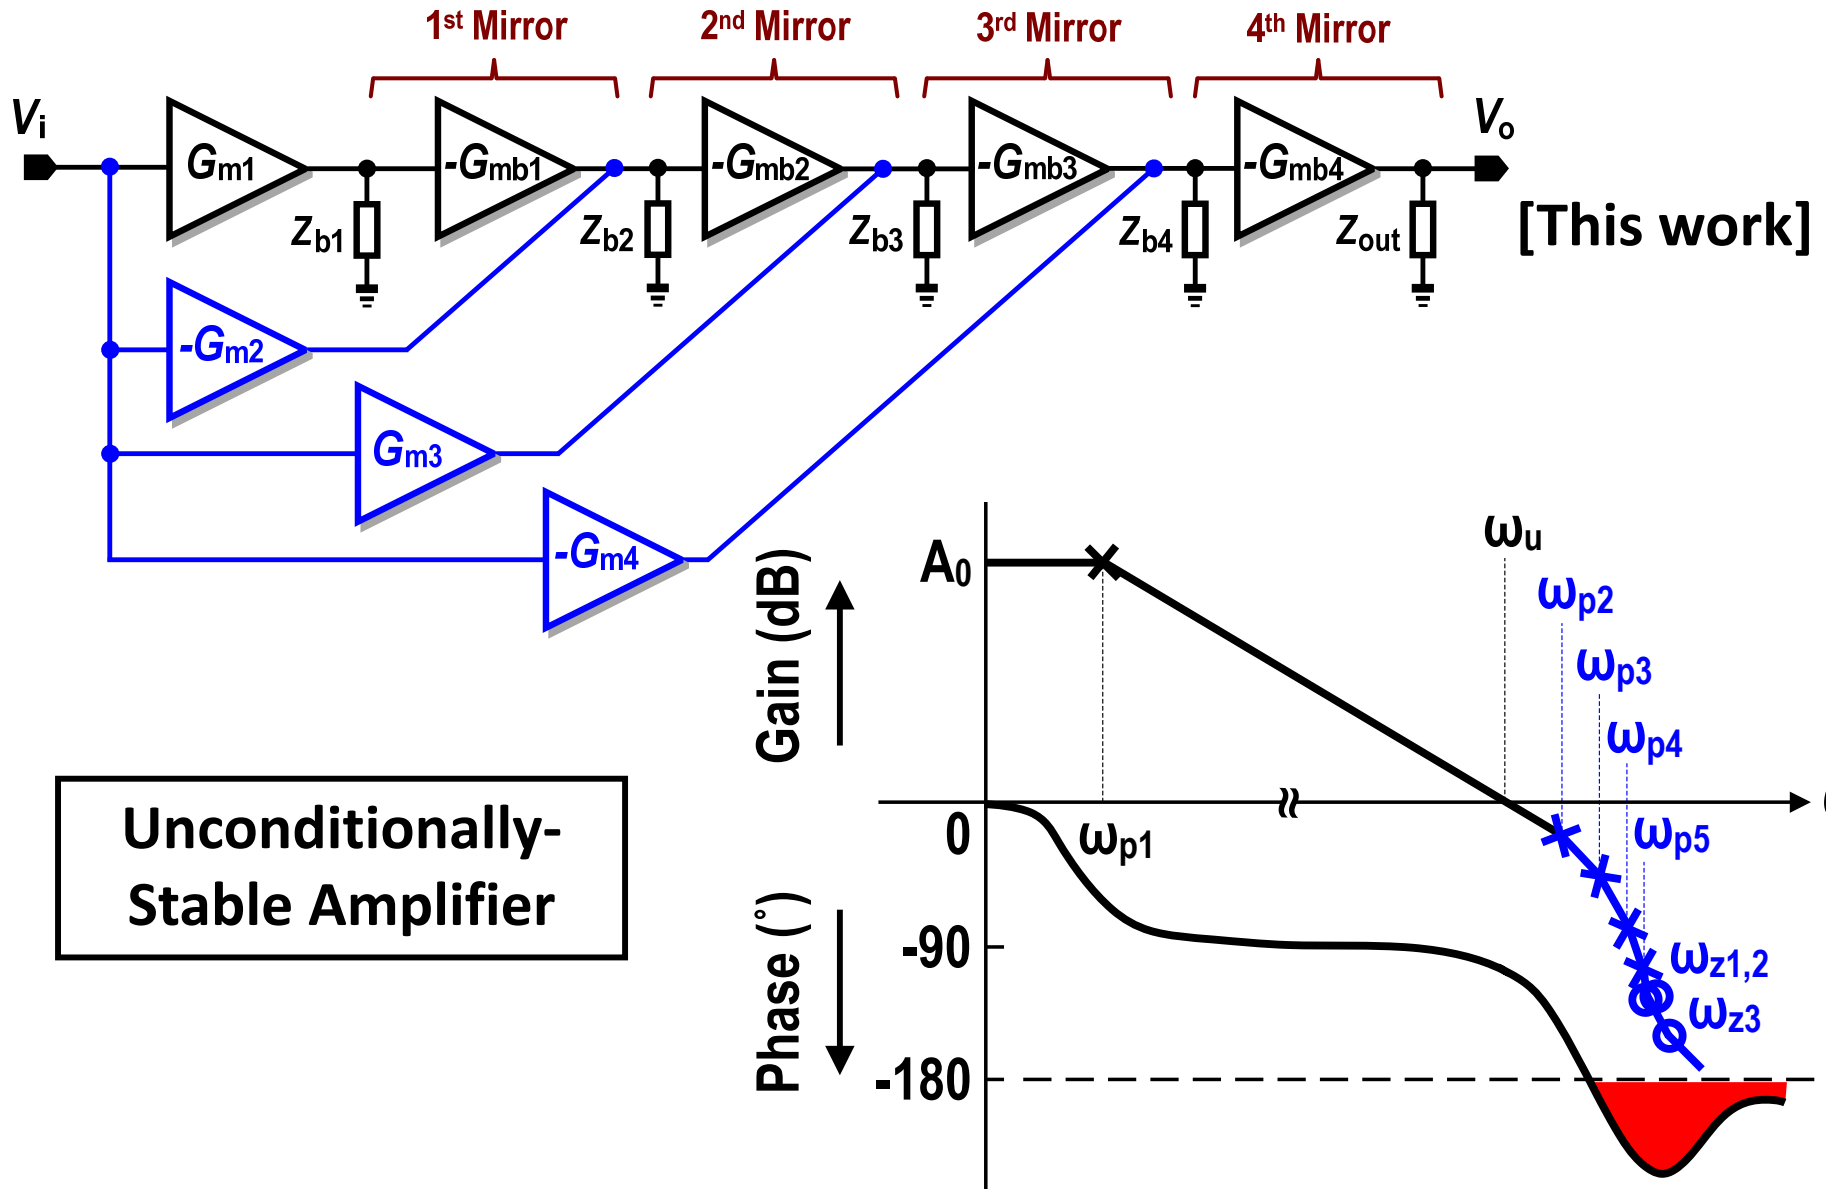 1st Mirror 2nd Mirror 3rd Mirror 4th Mirror
Vi Gm1 -Gmb1 -Gmb2 -Gmb3 -Gmb4 Vo
Zb1 Zb2 Zb3 Zb4 Zout [This work]
-Gm2
Gm3
-Gm4
A0 ωu
Gain (dB)
ωp2
ωp3
ωp4
0 ωp1 ωp5
Unconditionally-
Stable Amplifier
Phase (°)
-90 ωz1,2
ωz3
-180